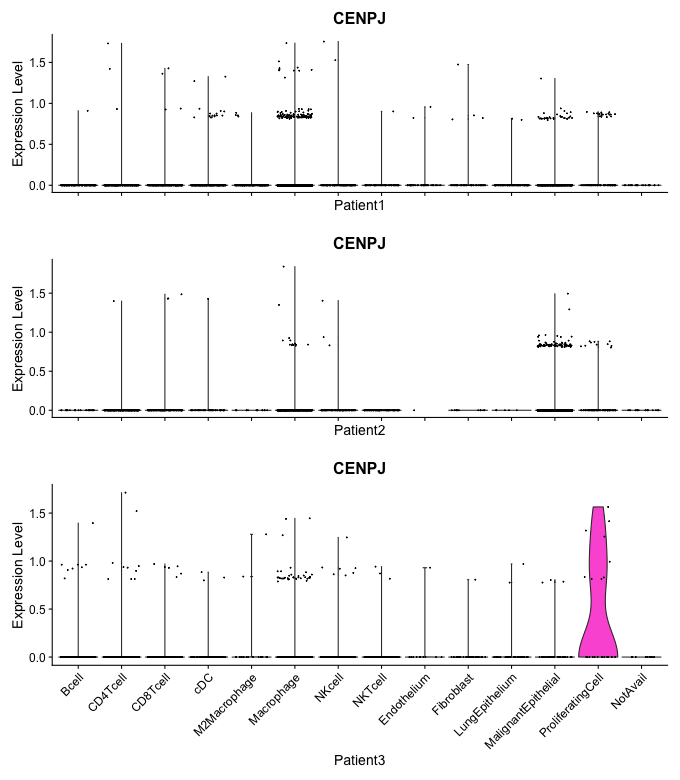 CENPJ
Expression Level
1.5
1.0
0.5
0.0
Patient1
CENPJ
Expression Level
1.5
1.0
0.5
0.0
Patient2
CENPJ
Expression Level
1.5
1.0
0.5
0.0
Bcell
CD4Tcell
CD8Tcell
cDC
M2Macrophage
Macrophage
NKcell
NKTcell
Endothelium
Fibroblast
LungEpithelium
MalignantEpithelial
ProliferatingCell
NotAvail
Patient3